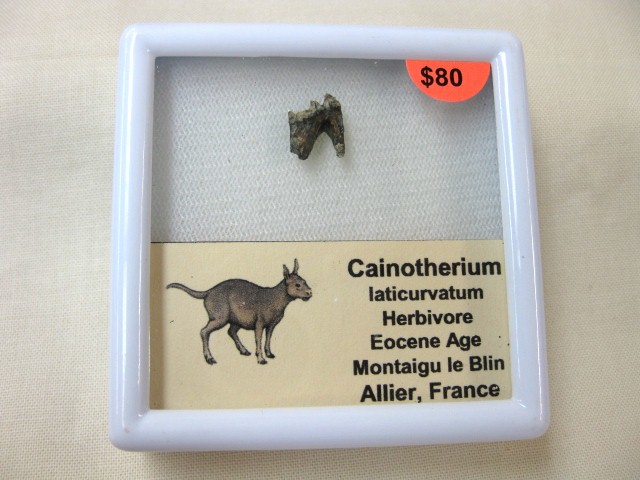 $80
Cainotherium
laticurvatum
Herbivore
Eocene Age
Montaigu le Blin
Allier, France